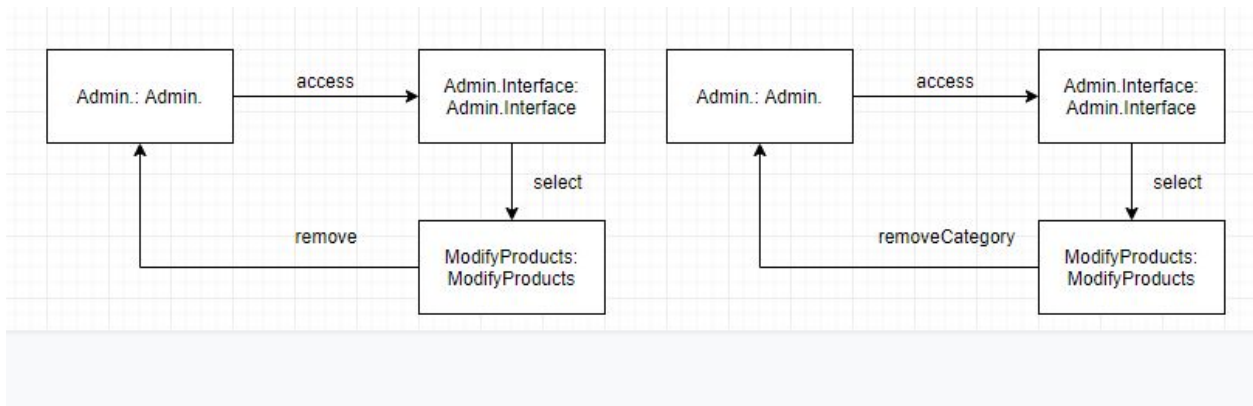 Admin.: Admin.
access
Admin.Interface:
Admin.Interface
select
remove
ModifyProducts:
ModifyProducts
Admin.: Admin.
access
Admin.Interface:
Admin.Interface
select
removeCategory
ModifyProducts:
ModifyProducts